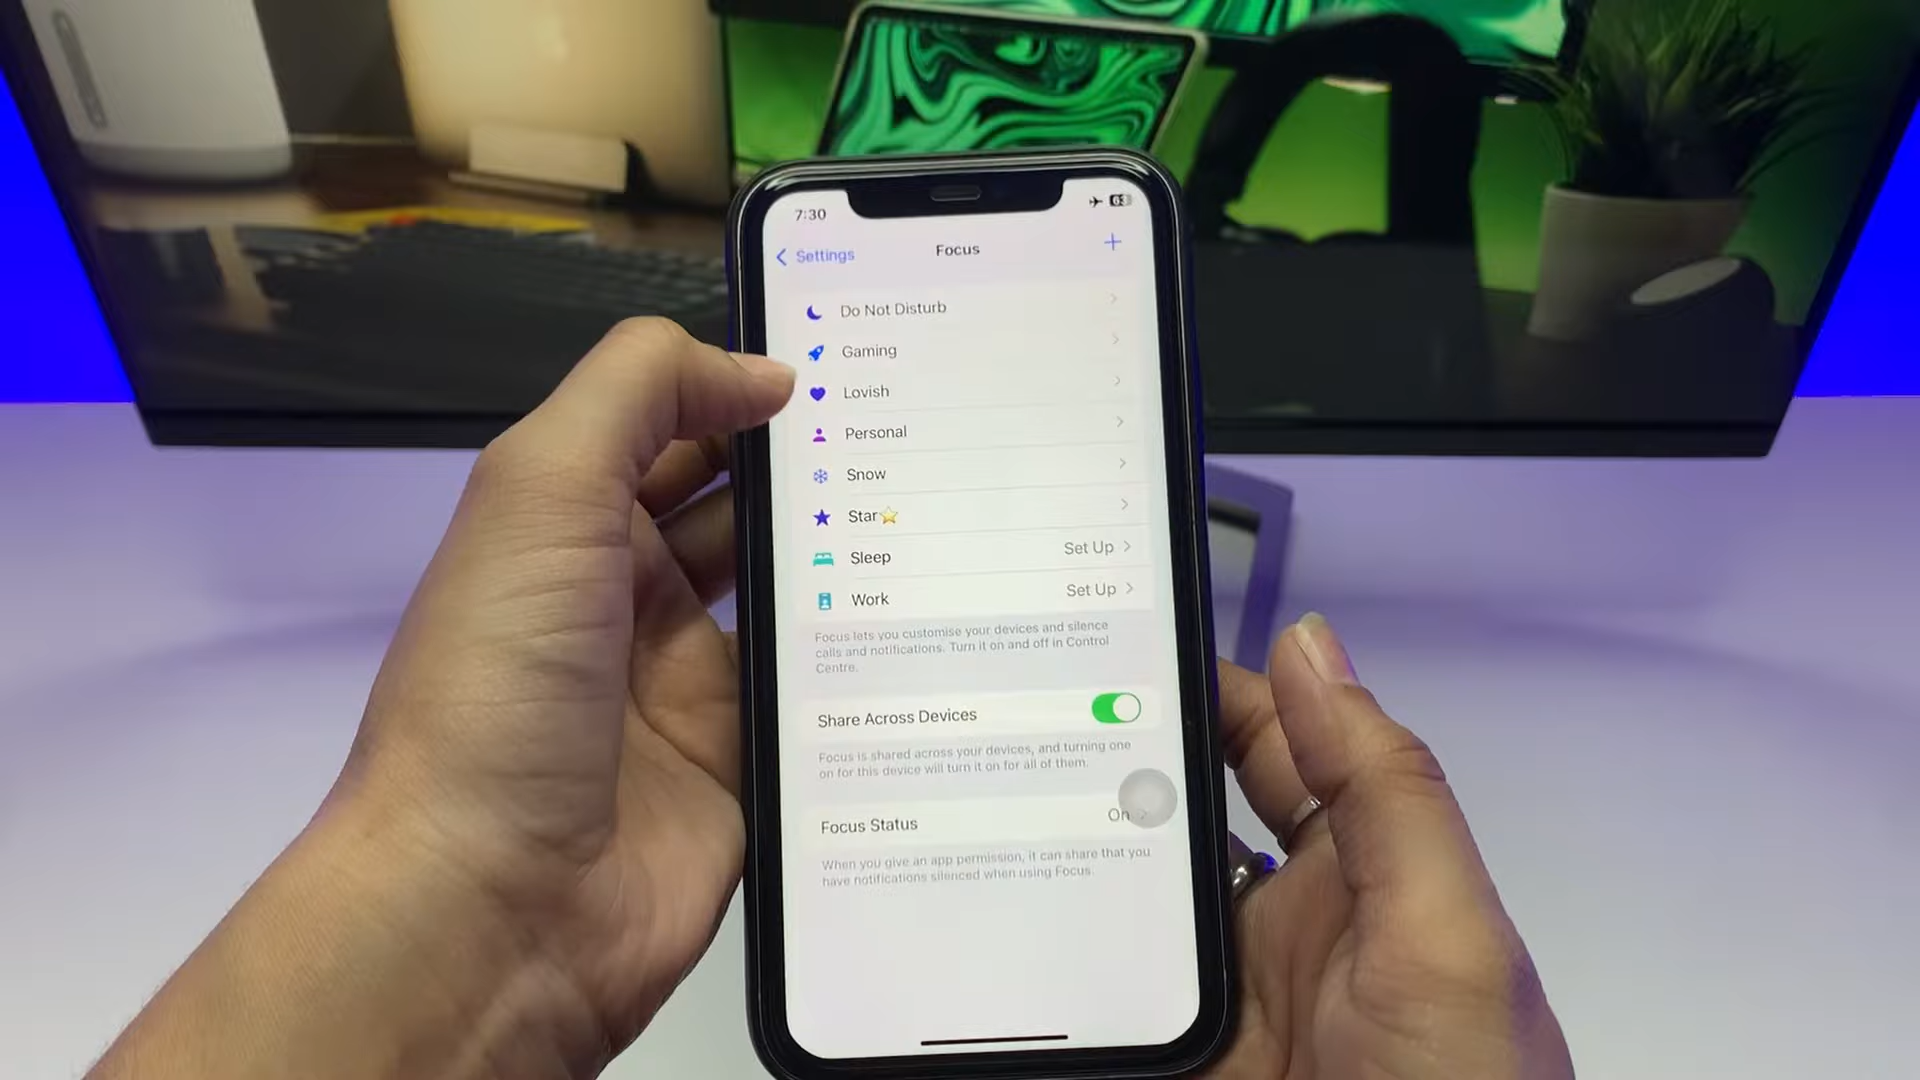 7:30
63
Settings
Focus
Do Not Disturb
Gaming
Lovish
Personal
Snow
Star⭐
Sleep
Set Up
Work
Set Up
Focus lets you customise your devices and silence
calls and notifications. Turn it on and off in Control
Centre.
Share Across Devices
Focus is shared across your devices, and turning one
on for this device will turn it on for all of them.
Focus Status
On
When you give an app permission, it can share that you
have notifications silenced when using Focus.